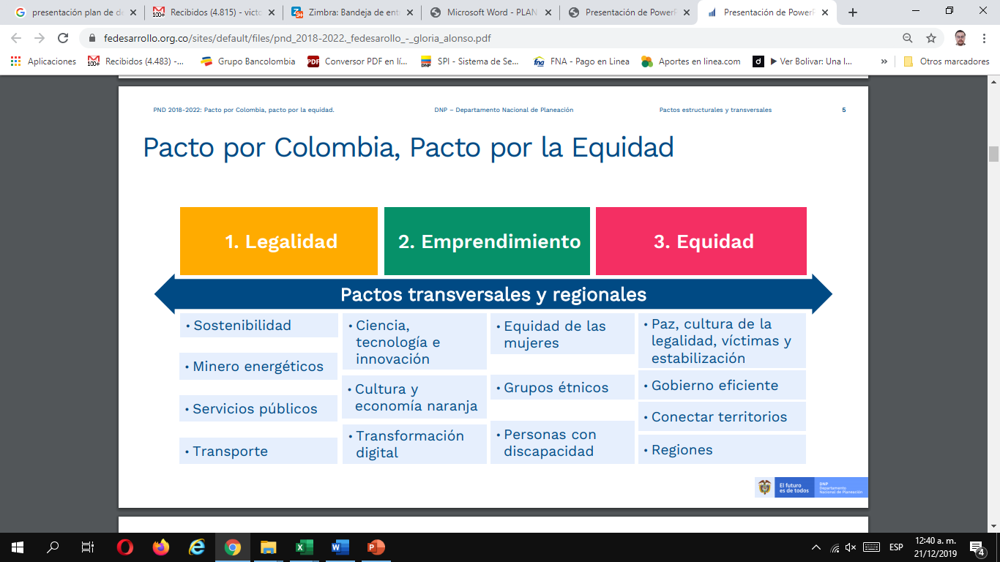 presentación plan de de
Recibidos (4.815) - victo
Zimbra: Bandeja de entr
Microsoft Word - PLAN
Presentación de PowerP
Presentación de PowerP
fedesarrollo.org.co/sites/default/files/pnd_2018-2022._fedesarollo_-_gloria_alonso.pdf
Aplicaciones
100+
Recibidos (4.483) -...
Grupo Bancolombia
PDF
Conversor PDF en lí...
DNP
SPI - Sistema de Se...
fna
FNA - Pago en Linea
Aportes en linea.com
d
▶ Ver Bolivar: Una l...
»
Otros marcadores
PND 2018-2022: Pacto por Colombia, pacto por la equidad.
DNP – Departamento Nacional de Planeación
Pactos estructurales y transversales
5
Pacto por Colombia, Pacto por la Equidad
1. Legalidad
2. Emprendimiento
3. Equidad
Pactos transversales y regionales
• Sostenibilidad
• Minero energéticos
• Servicios públicos
• Transporte
• Ciencia,
tecnología e
innovación
• Cultura y
economía naranja
• Transformación
digital
• Equidad de las
mujeres
• Grupos étnicos
• Personas con
discapacidad
• Paz, cultura de la
legalidad, víctimas y
estabilización
• Gobierno eficiente
• Conectar territorios
• Regiones
El futuro
es de todos
DNP
Departamento
Nacional de Planeación
ESP
12:40 a. m.
21/12/2019
4